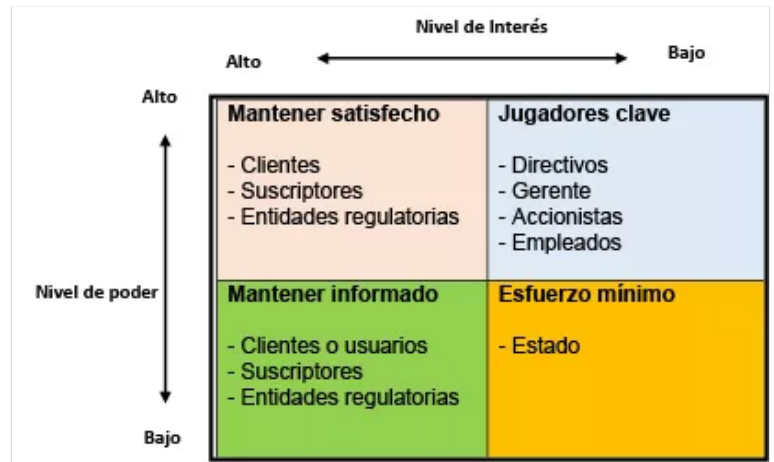 Nivel de Interés
Alto
Bajo
Alto
Nivel de poder
Bajo
Mantener satisfecho
- Clientes
- Suscriptores
- Entidades regulatorias
Jugadores clave
- Directivos
- Gerente
- Accionistas
- Empleados
Mantener informado
- Clientes o usuarios
- Suscriptores
- Entidades regulatorias
Esfuerzo mínimo
- Estado